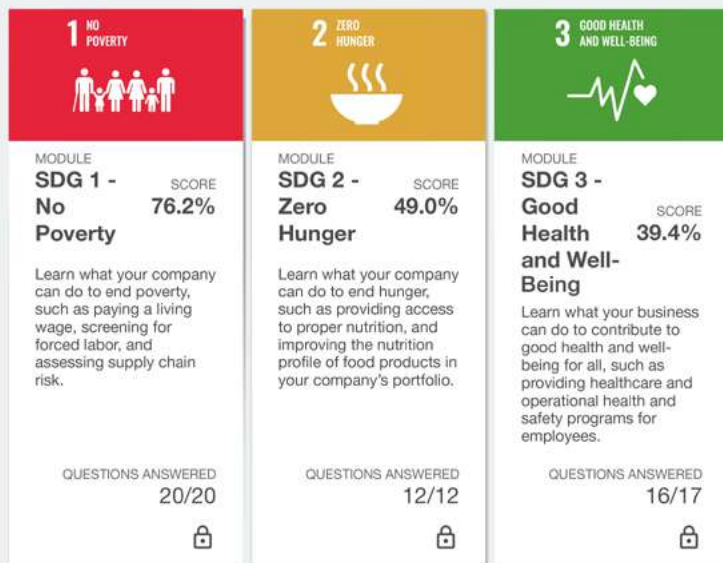 1 NO
POVERTY
MODULE
SDG 1 -
No
Poverty
SCORE
76.2%
Learn what your company
can do to end poverty,
such as paying a living
wage, screening for
forced labor, and
assessing supply chain
risk.
QUESTIONS ANSWERED
20/20
2 ZERO
HUNGER
MODULE
SDG 2 -
Zero
Hunger
SCORE
49.0%
Learn what your company
can do to end hunger,
such as providing access
to proper nutrition, and
improving the nutrition
profile of food products in
your company's portfolio.
QUESTIONS ANSWERED
12/12
3 GOOD HEALTH
AND WELL-BEING
MODULE
SDG 3 -
Good
Health
and Well-
Being
SCORE
39.4%
Learn what your business
can do to contribute to
good health and well-
being for all, such as
providing healthcare and
operational health and
safety programs for
employees.
QUESTIONS ANSWERED
16/17